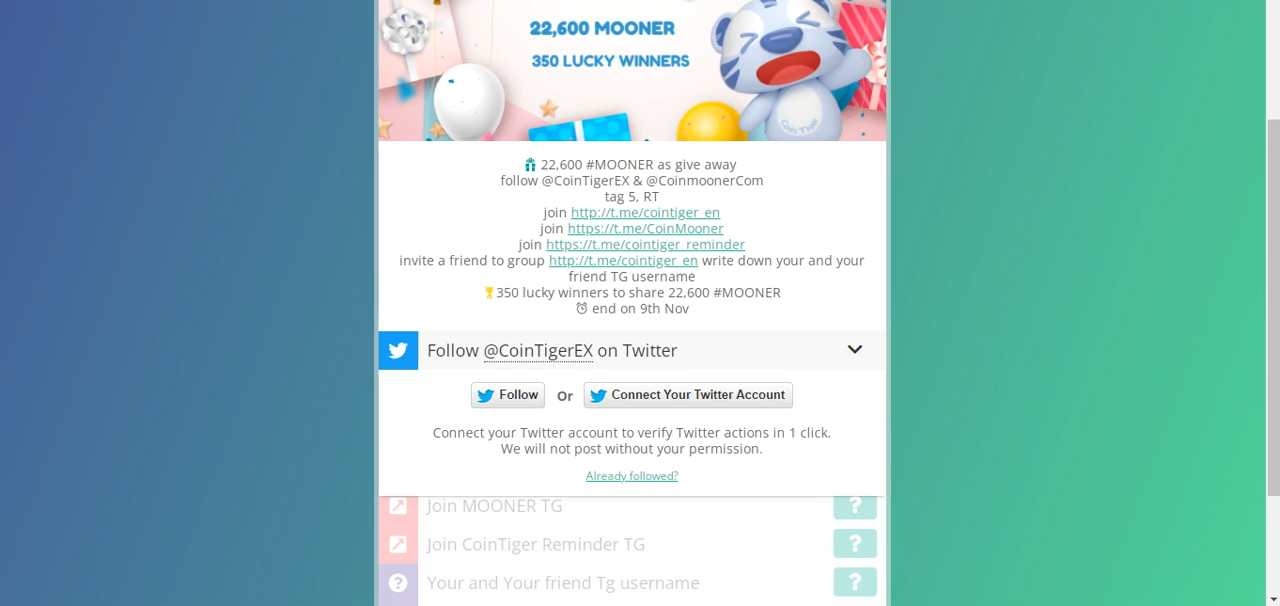 22,600 MOONER
350 LUCKY WINNERS
Coin Tiger
22,600 #MOONER as give away
follow @CoinTigerEX & @CoinmoonerCom
tag 5, RT
join http://t.me/cointiger_en
join https://t.me/CoinMooner
join https://t.me/cointiger_reminder
invite a friend to group http://t.me/cointiger_en write down your and your
friend TG username
🏆350 lucky winners to share 22,600 #MOONER
⏰ end on 9th Nov
Follow @CoinTigerEX on Twitter
Follow Or Connect Your Twitter Account
Connect your Twitter account to verify Twitter actions in 1 click.
We will not post without your permission.
Already followed?
Join MOONER TG ?
Join CoinTiger Reminder TG ?
? Your and Your friend Tg username ?